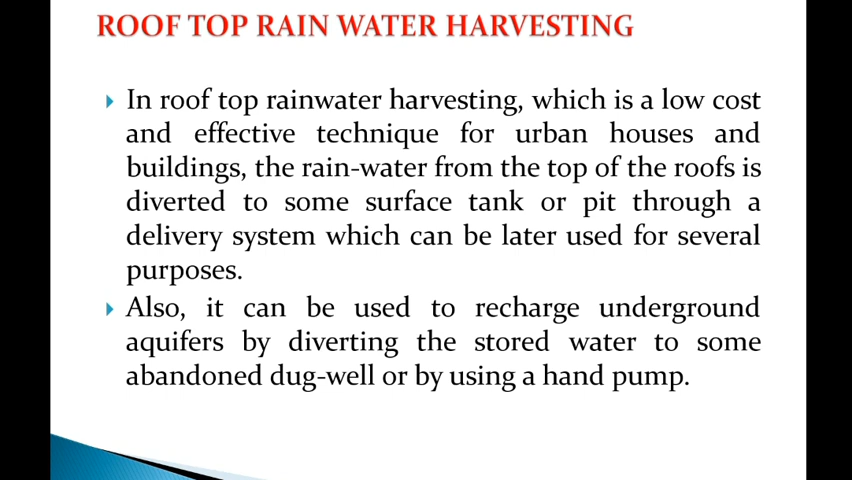 ROOF TOP RAIN WATER HARVESTING
In roof top rainwater harvesting, which is a low cost
and effective technique for urban houses and
buildings, the rain-water from the top of the roofs is
diverted to some surface tank or pit through a
delivery system which can be later used for several
purposes.
Also, it can be used to recharge underground
aquifers by diverting the stored water to some
abandoned dug-well or by using a hand pump.